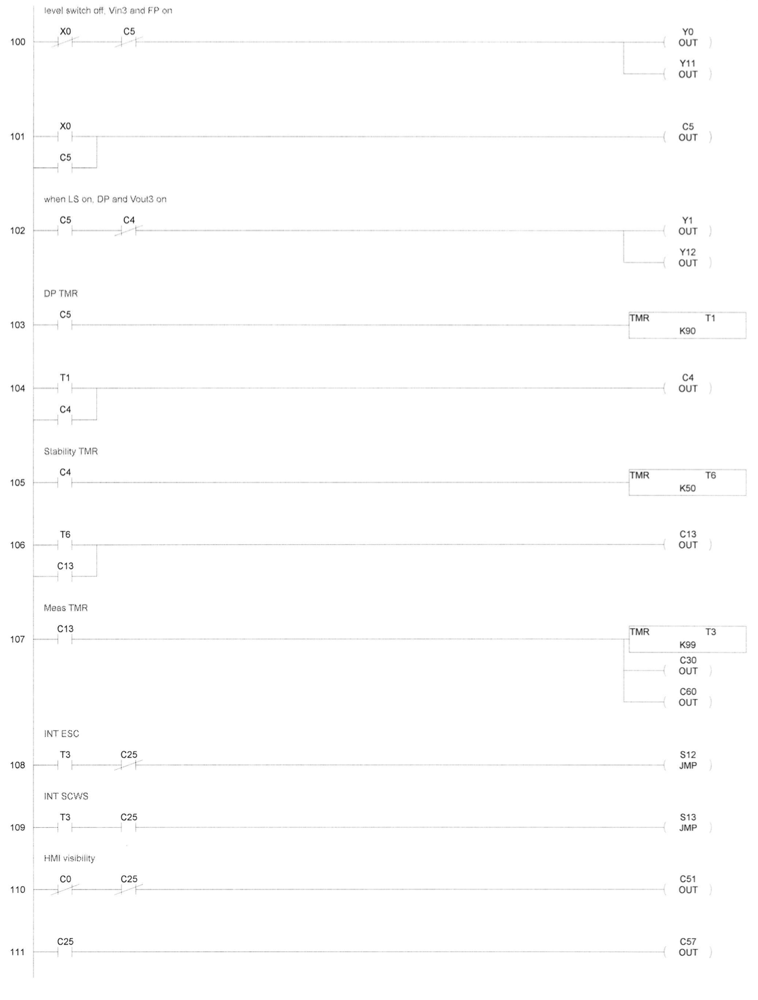 level switch off, Vin3 and FP on
X0 C5 Y0
100 OUT
Y11
OUT
X0 C5
101 OUT
C5
when LS on, DP and Vout3 on
C5 C4 Y1
102 OUT
Y12
OUT
DP TMR
C5 TMR T1
103 K90
T1 C4
104 OUT
C4
Stability TMR
C4 TMR T6
105 K50
T6 C13
106 OUT
C13
Meas TMR
C13 TMR T3
107 K99
C30
OUT
C60
OUT
INT ESC
T3 C25 S12
108 JMP
INT SCWS
T3 C25 S13
109 JMP
HMI visibility
C0 C25 C51
110 OUT
C25 C57
111 OUT